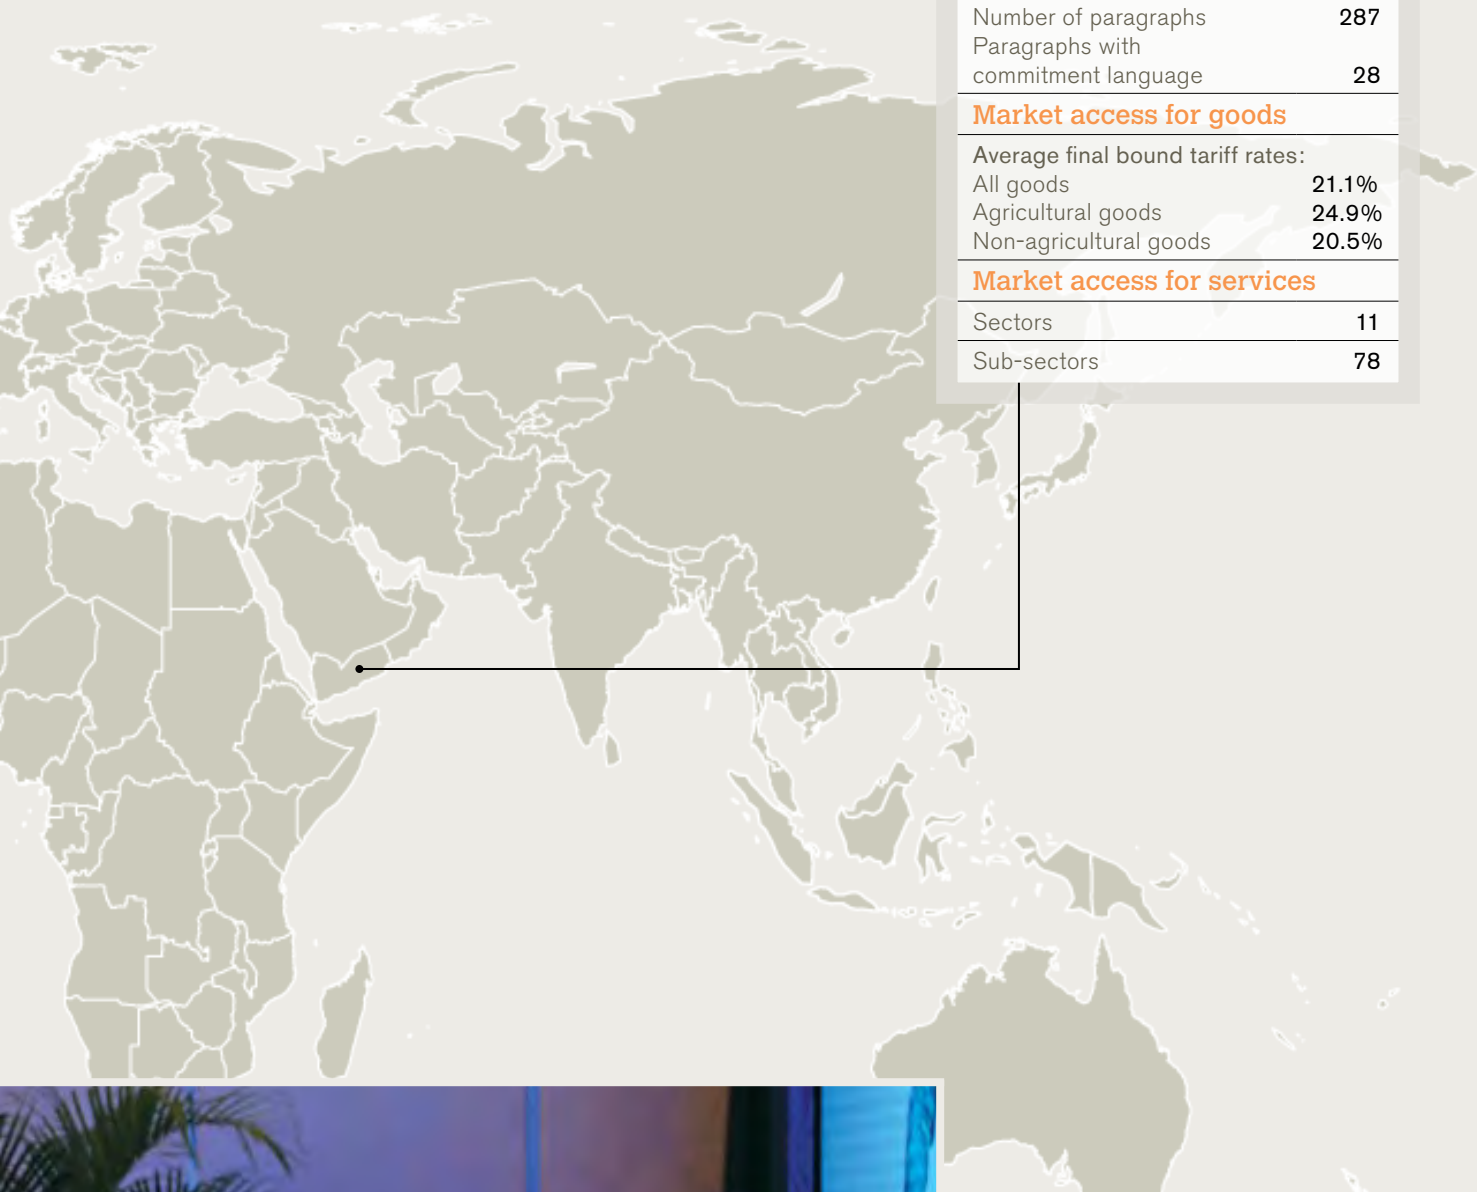 Number of paragraphs 287
Paragraphs with
commitment language 28
Market access for goods
Average final bound tariff rates:
All goods 21.1%
Agricultural goods 24.9%
Non-agricultural goods 20.5%
Market access for services
Sectors 11
Sub-sectors 78